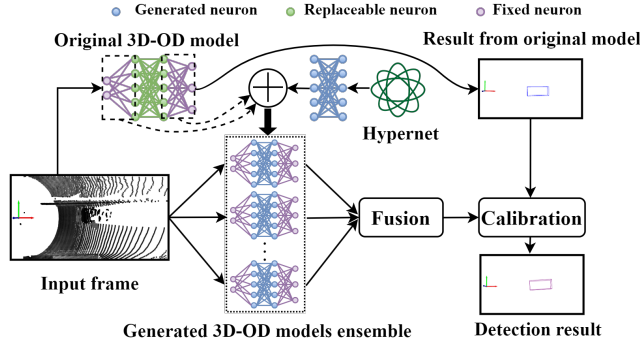 Generated neuron
Replaceable neuron
Fixed neuron
Original 3D-OD model
Result from original model
Hypernet
Fusion
Calibration
Input frame
Generated 3D-OD models ensemble
Detection result